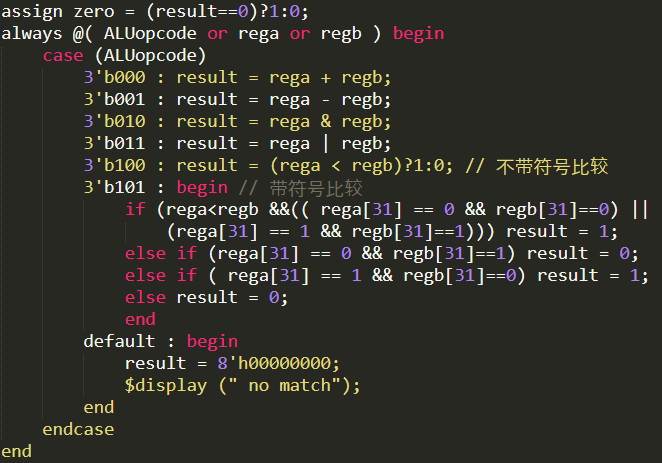 assign zero = (result==0)?1:0;
always @( ALUopcode or rega or regb ) begin
    case (ALUopcode)
        3'b000 : result = rega + regb;
        3'b001 : result = rega - regb;
        3'b010 : result = rega & regb;
        3'b011 : result = rega | regb;
        3'b100 : result = (rega < regb)?1:0; // 不带符号比较
        3'b101 : begin // 带符号比较
            if (rega<regb &&(( rega[31] == 0 && regb[31]==0) ||
                (rega[31] == 1 && regb[31]==1))) result = 1;
            else if (rega[31] == 0 && regb[31]==1) result = 0;
            else if ( rega[31] == 1 && regb[31]==0) result = 1;
            else result = 0;
            end
        default : begin
            result = 8'h00000000;
            $display (" no match");
        end
    endcase
end